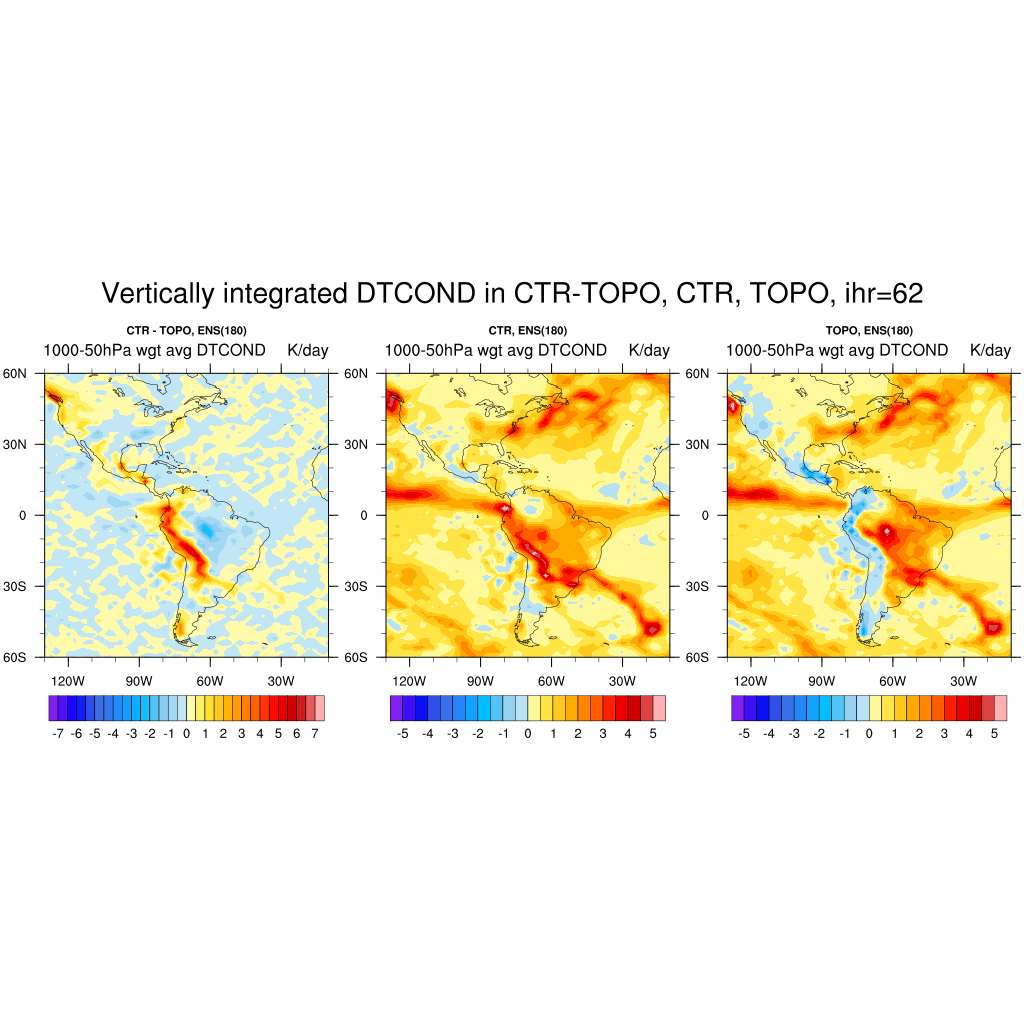 Vertically integrated DTCOND in CTR-TOPO, CTR, TOPO, ihr=62
CTR - TOPO, ENS(180)
1000-50hPa wgt avg DTCOND K/day
60N
30N
0
30S
60S
120W 90W 60W 30W
-7 -6 -5 -4 -3 -2 -1 0 1 2 3 4 5 6 7
CTR, ENS(180)
1000-50hPa wgt avg DTCOND K/day
60N
30N
0
30S
60S
120W 90W 60W 30W
-5 -4 -3 -2 -1 0 1 2 3 4 5
TOPO, ENS(180)
1000-50hPa wgt avg DTCOND K/day
60N
30N
0
30S
60S
120W 90W 60W 30W
-5 -4 -3 -2 -1 0 1 2 3 4 5